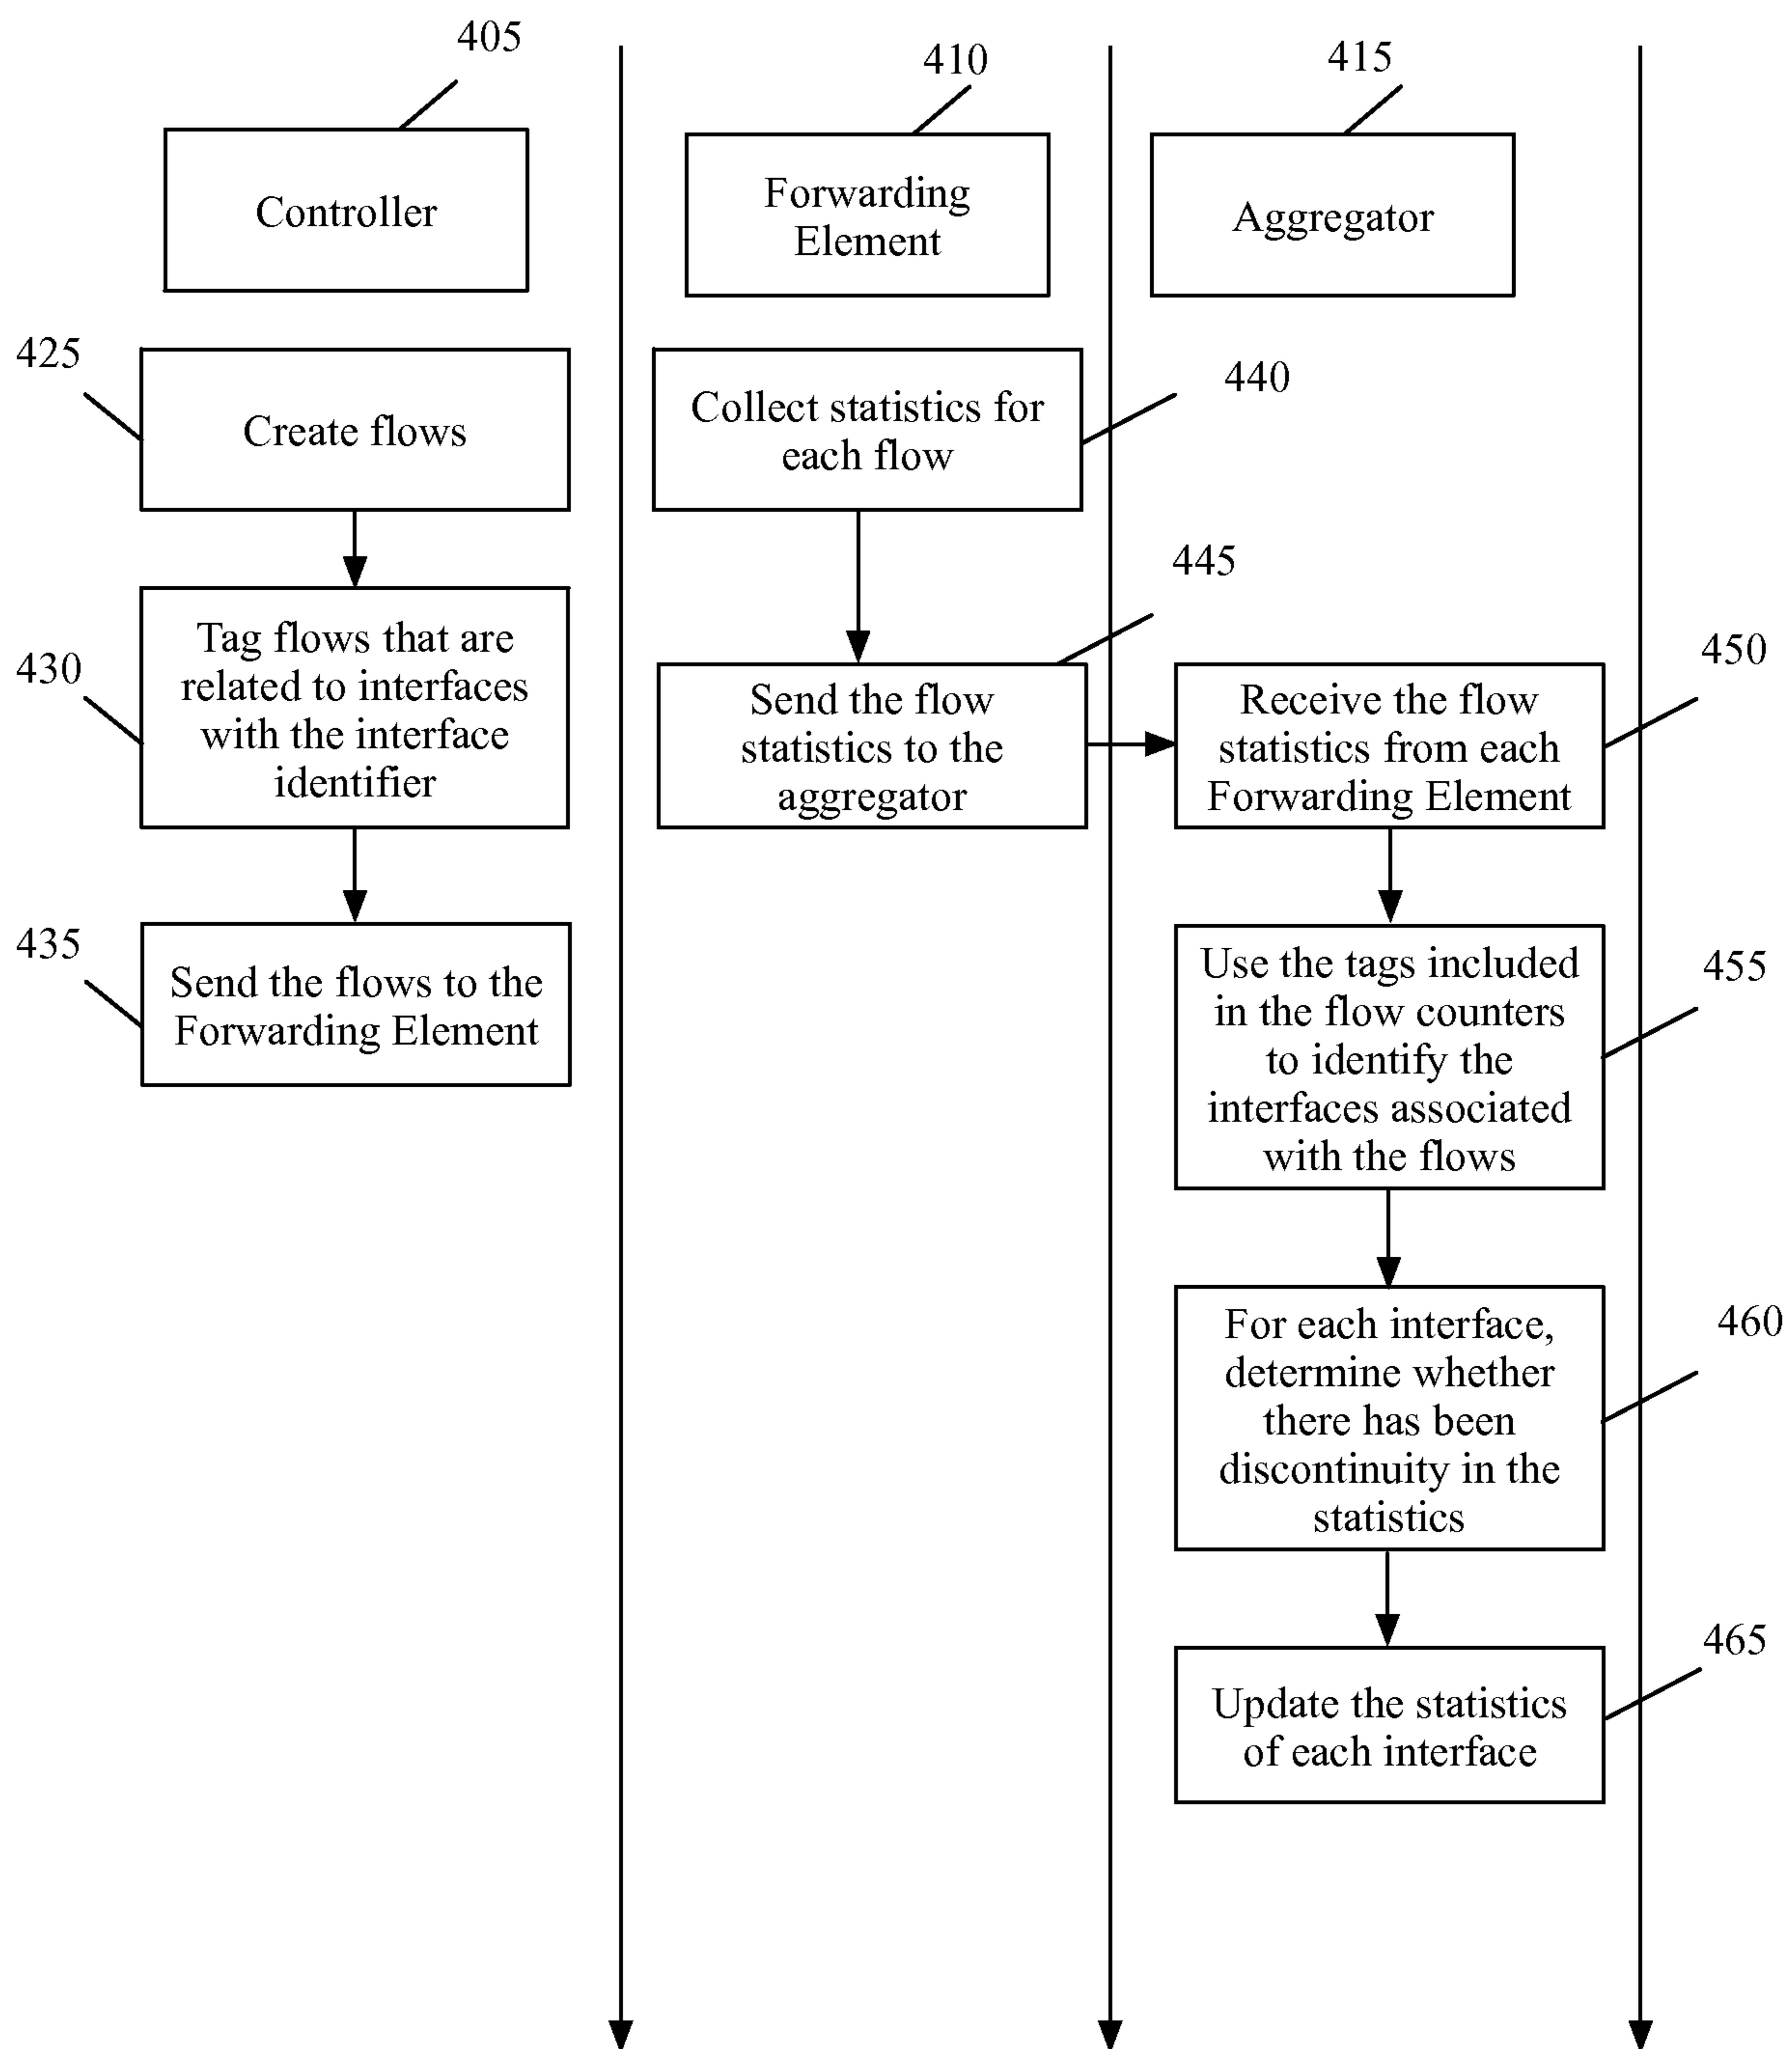 405
410
415
Controller
Forwarding
Element
Aggregator
425
Create flows
430
Tag flows that are
related to interfaces
with the interface
identifier
435
Send the flows to the
Forwarding Element
440
Collect statistics for
each flow
445
Send the flow
statistics to the
aggregator
450
Receive the flow
statistics from each
Forwarding Element
455
Use the tags included
in the flow counters
to identify the
interfaces associated
with the flows
460
For each interface,
determine whether
there has been
discontinuity in the
statistics
465
Update the statistics
of each interface